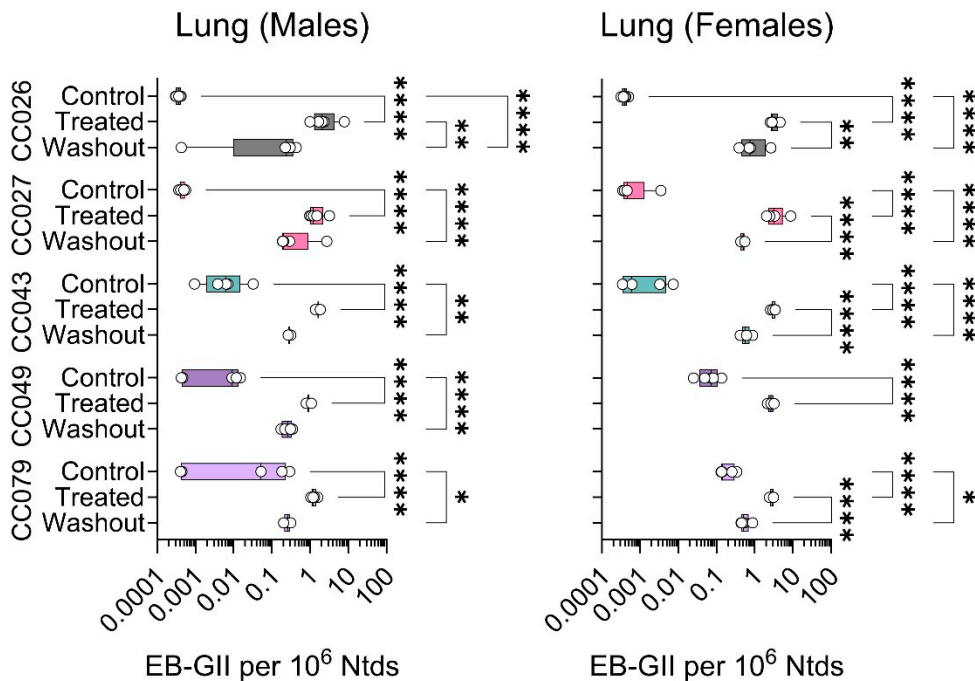 Lung (Males)
CC026
Control
Treated
Washout
****
**
****
CC027
Control
Treated
Washout
****
****
CC043
Control
Treated
Washout
****
**
CC049
Control
Treated
Washout
****
****
CC079
Control
Treated
Washout
****
*
0.0001
0.001
0.01
0.1
1
10
100
EB-GII per 10⁶ Ntds
Lung (Females)
**
****
****
****
****
****
****
****
****
****
****
****
*
0.0001
0.001
0.01
0.1
1
10
100
EB-GII per 10⁶ Ntds